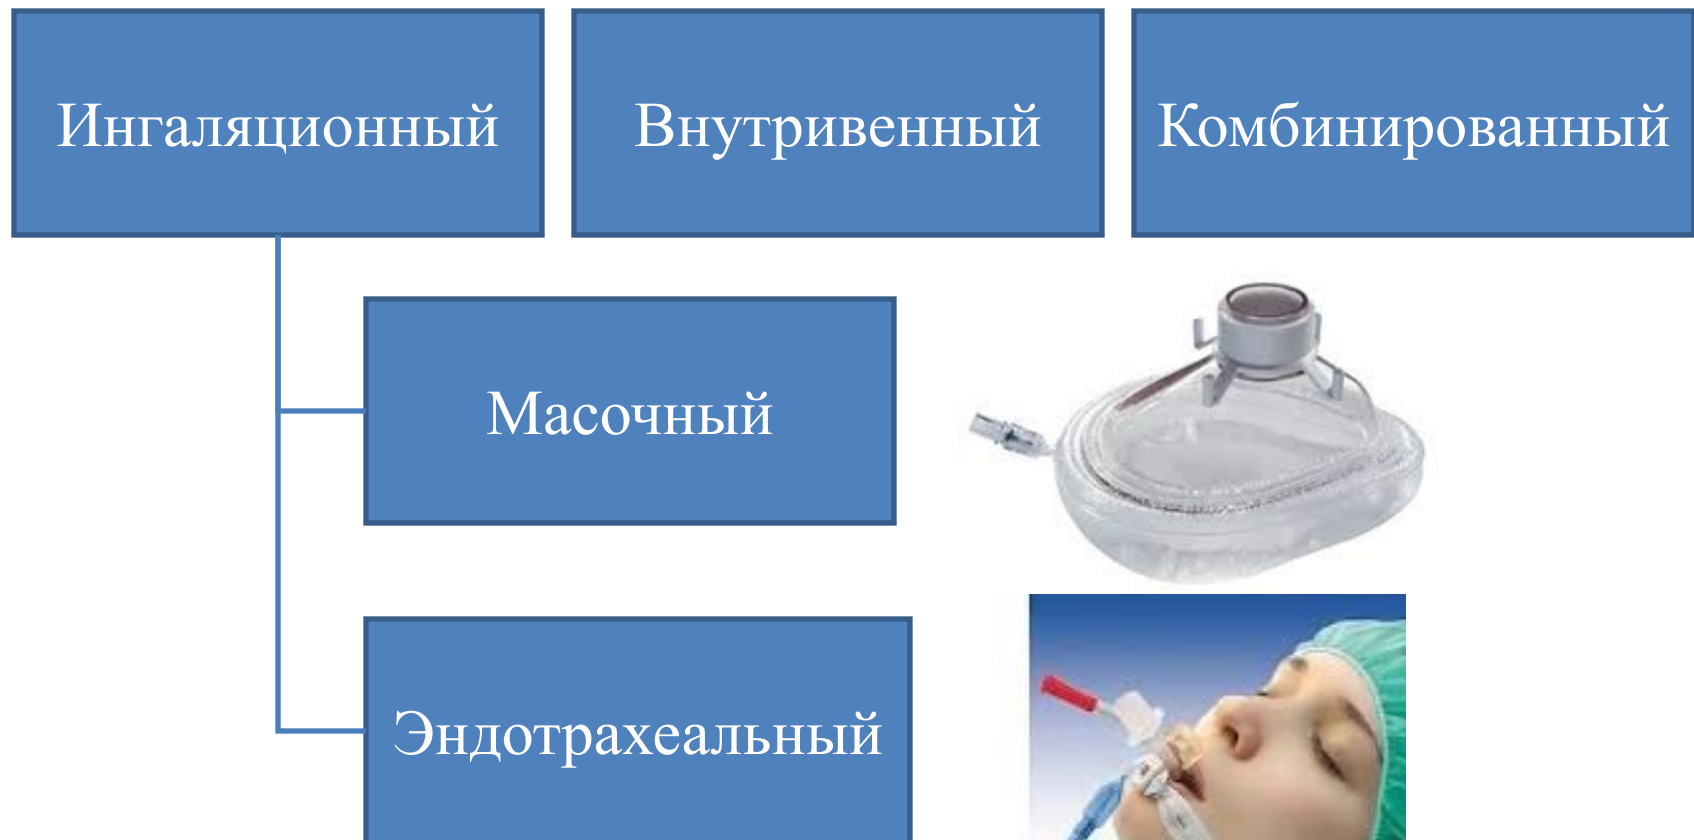 Ингаляционный
Внутривенный
Комбинированный
Масочный
Эндотрахеальный